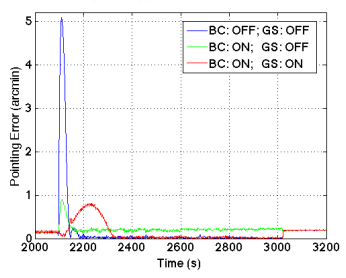 BC: OFF; GS: OFF
BC: ON; GS: OFF
BC: ON; GS: ON
Pointing Error (arcmin)
5
4
3
2
1
0
2000 2200 2400 2600 2800 3000 3200
Time (s)